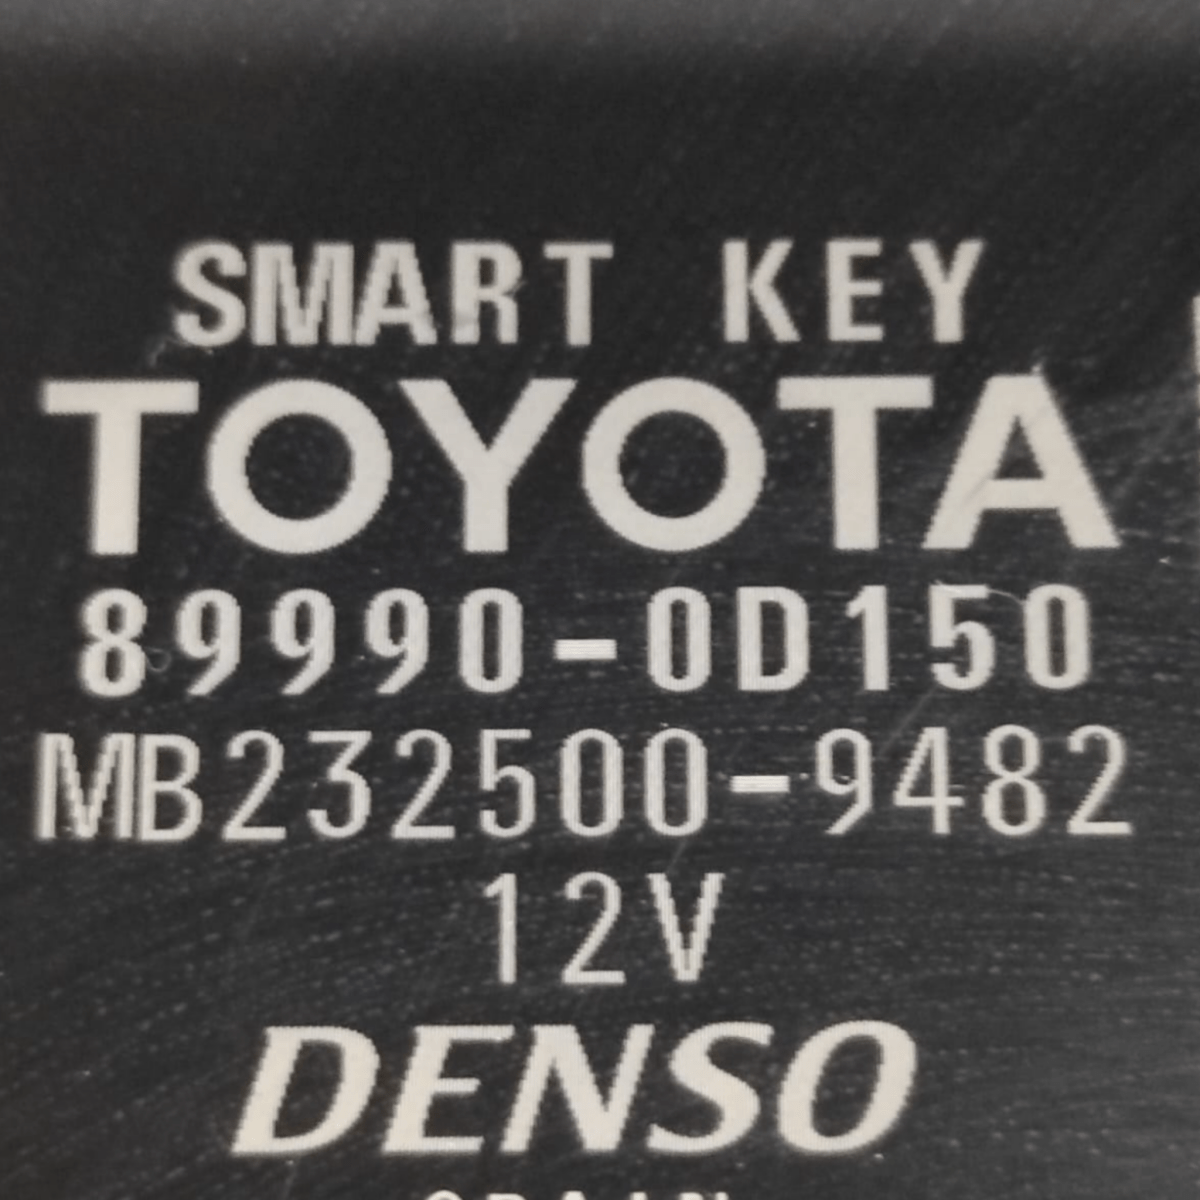 SMART KEY
TOYOTA
89990-0D150
MB232500-9482
12V
DENSO